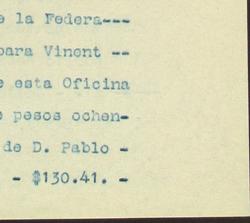 e la Federa---
para Vinent --
e esta Oficina
e pesos ochen-
de D. Pablo -
- $130.41. -